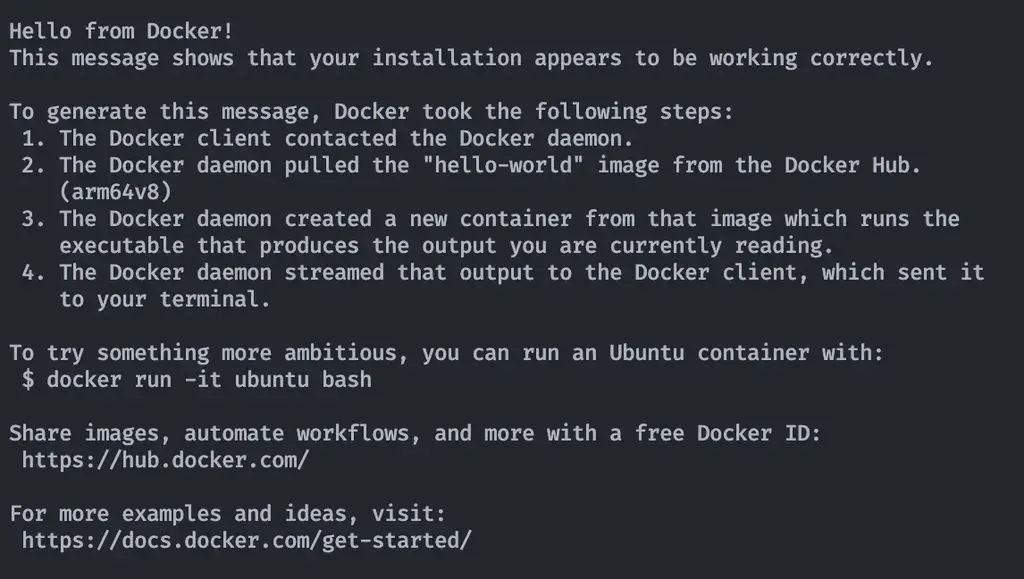 Hello from Docker!
This message shows that your installation appears to be working correctly.
To generate this message, Docker took the following steps:
1. The Docker client contacted the Docker daemon.
2. The Docker daemon pulled the "hello-world" image from the Docker Hub.
(arm64v8)
3. The Docker daemon created a new container from that image which runs the
executable that produces the output you are currently reading.
4. The Docker daemon streamed that output to the Docker client, which sent it
to your terminal.
To try something more ambitious, you can run an Ubuntu container with:
$ docker run -it ubuntu bash
Share images, automate workflows, and more with a free Docker ID:
https://hub.docker.com/
For more examples and ideas, visit:
https://docs.docker.com/get-started/